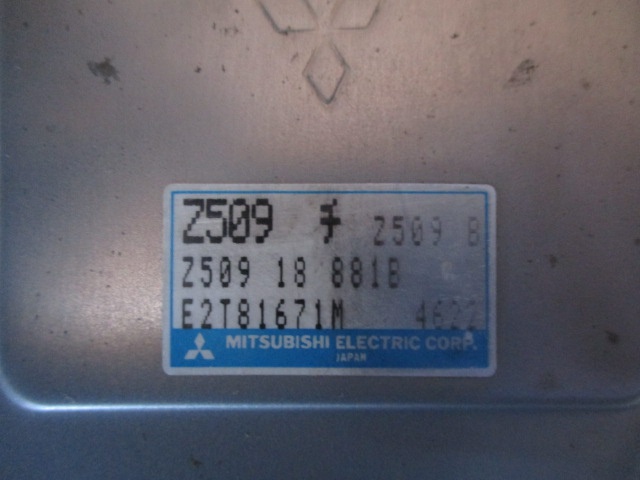 Z509 チ Z509 B
Z509 18 881B
E2T81671M 4622
MITSUBISHI ELECTRIC CORP.
JAPAN